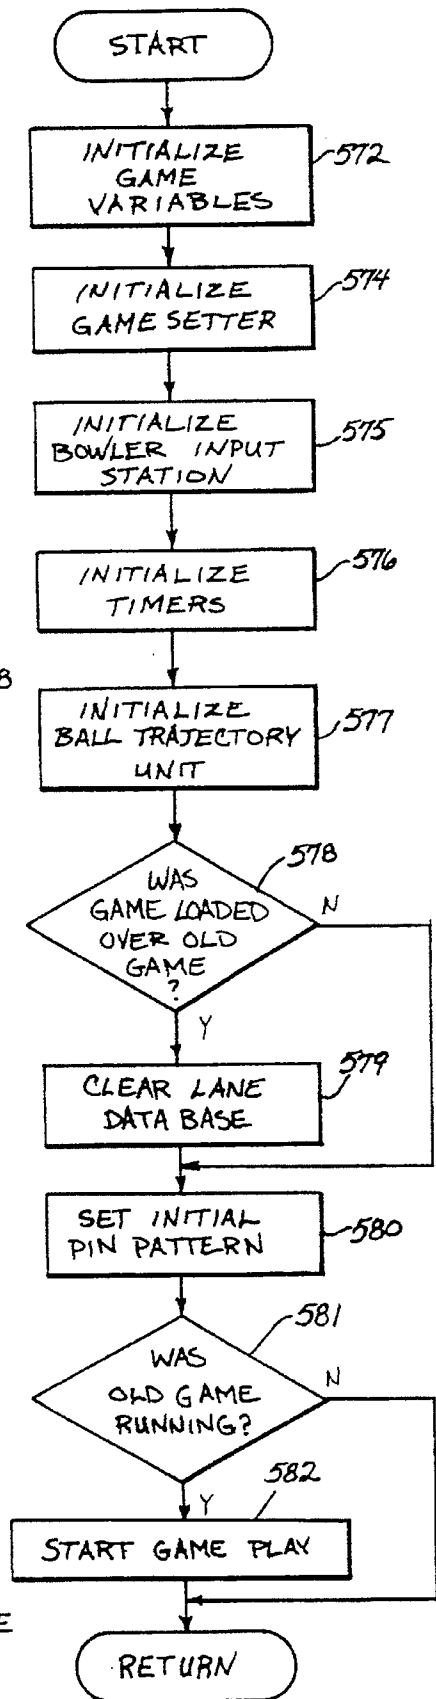 START
INITIALIZE
GAME
VARIABLES
572
INITIALIZE
GAME SETTER
574
INITIALIZE
BOWLER INPUT
STATION
575
INITIALIZE
TIMERS
576
8
INITIALIZE
BALL TRAJECTORY
UNIT
577
WAS
GAME LOADED
OVER OLD
GAME
?
578
N
Y
CLEAR LANE
DATA BASE
579
SET INITIAL
PIN PATTERN
580
WAS
OLD GAME
RUNNING?
581
N
Y
582
START GAME PLAY
E
RETURN